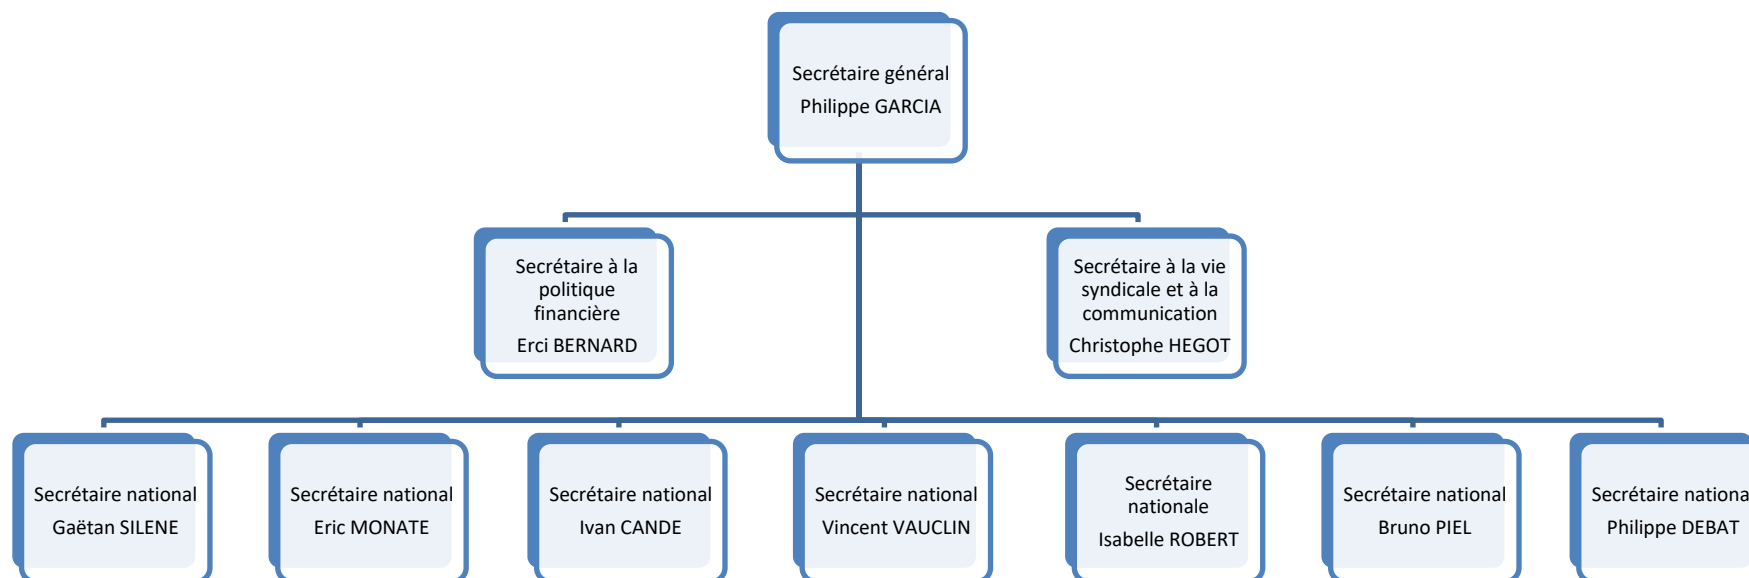 Secrétaire général
Philippe GARCIA
Secrétaire à la
politique
financière
Erci BERNARD
Secrétaire à la vie
syndicale et à la
communication
Christophe HEGOT
Secrétaire national
Gaëtan SILENE
Secrétaire national
Eric MONATE
Secrétaire national
Ivan CANDE
Secrétaire national
Vincent VAUCLIN
Secrétaire
nationale
Isabelle ROBERT
Secrétaire national
Bruno PIEL
Secrétaire national
Philippe DEBAT